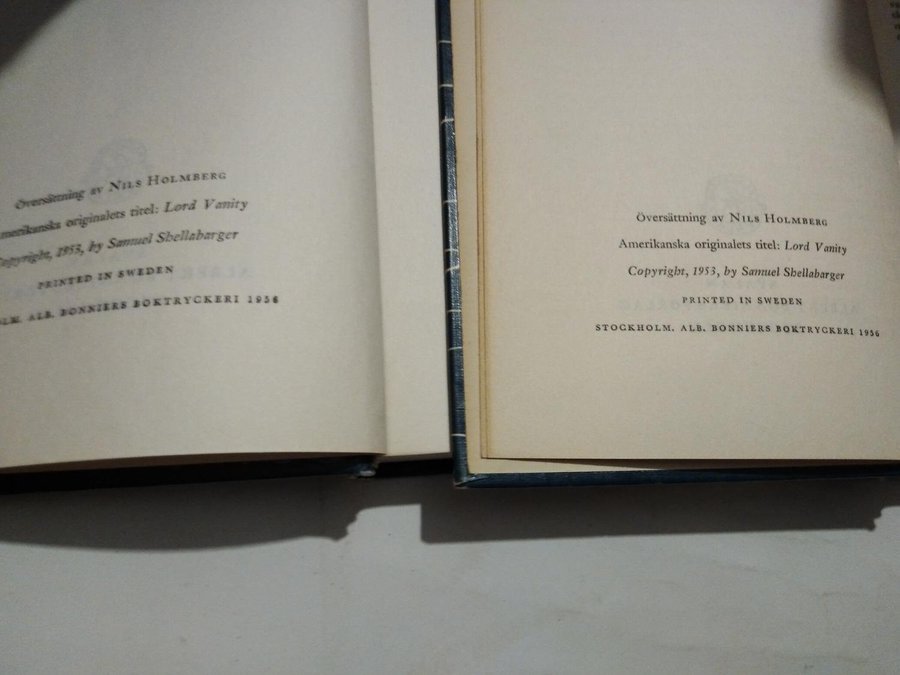 Översättning av NILS HOLMBERG
Amerikanska originalets titel: Lord Vanity
Copyright, 1953, by Samuel Shellabarger
PRINTED IN SWEDEN
ALB. BONNIERS BOKTRYCKERI 1956
Översättning av NILS HOLMBERG
Amerikanska originalets titel: Lord Vanity
Copyright, 1953, by Samuel Shellabarger
PRINTED IN SWEDEN
STOCKHOLM. ALB. BONNIERS BOKTRYCKERI 1956